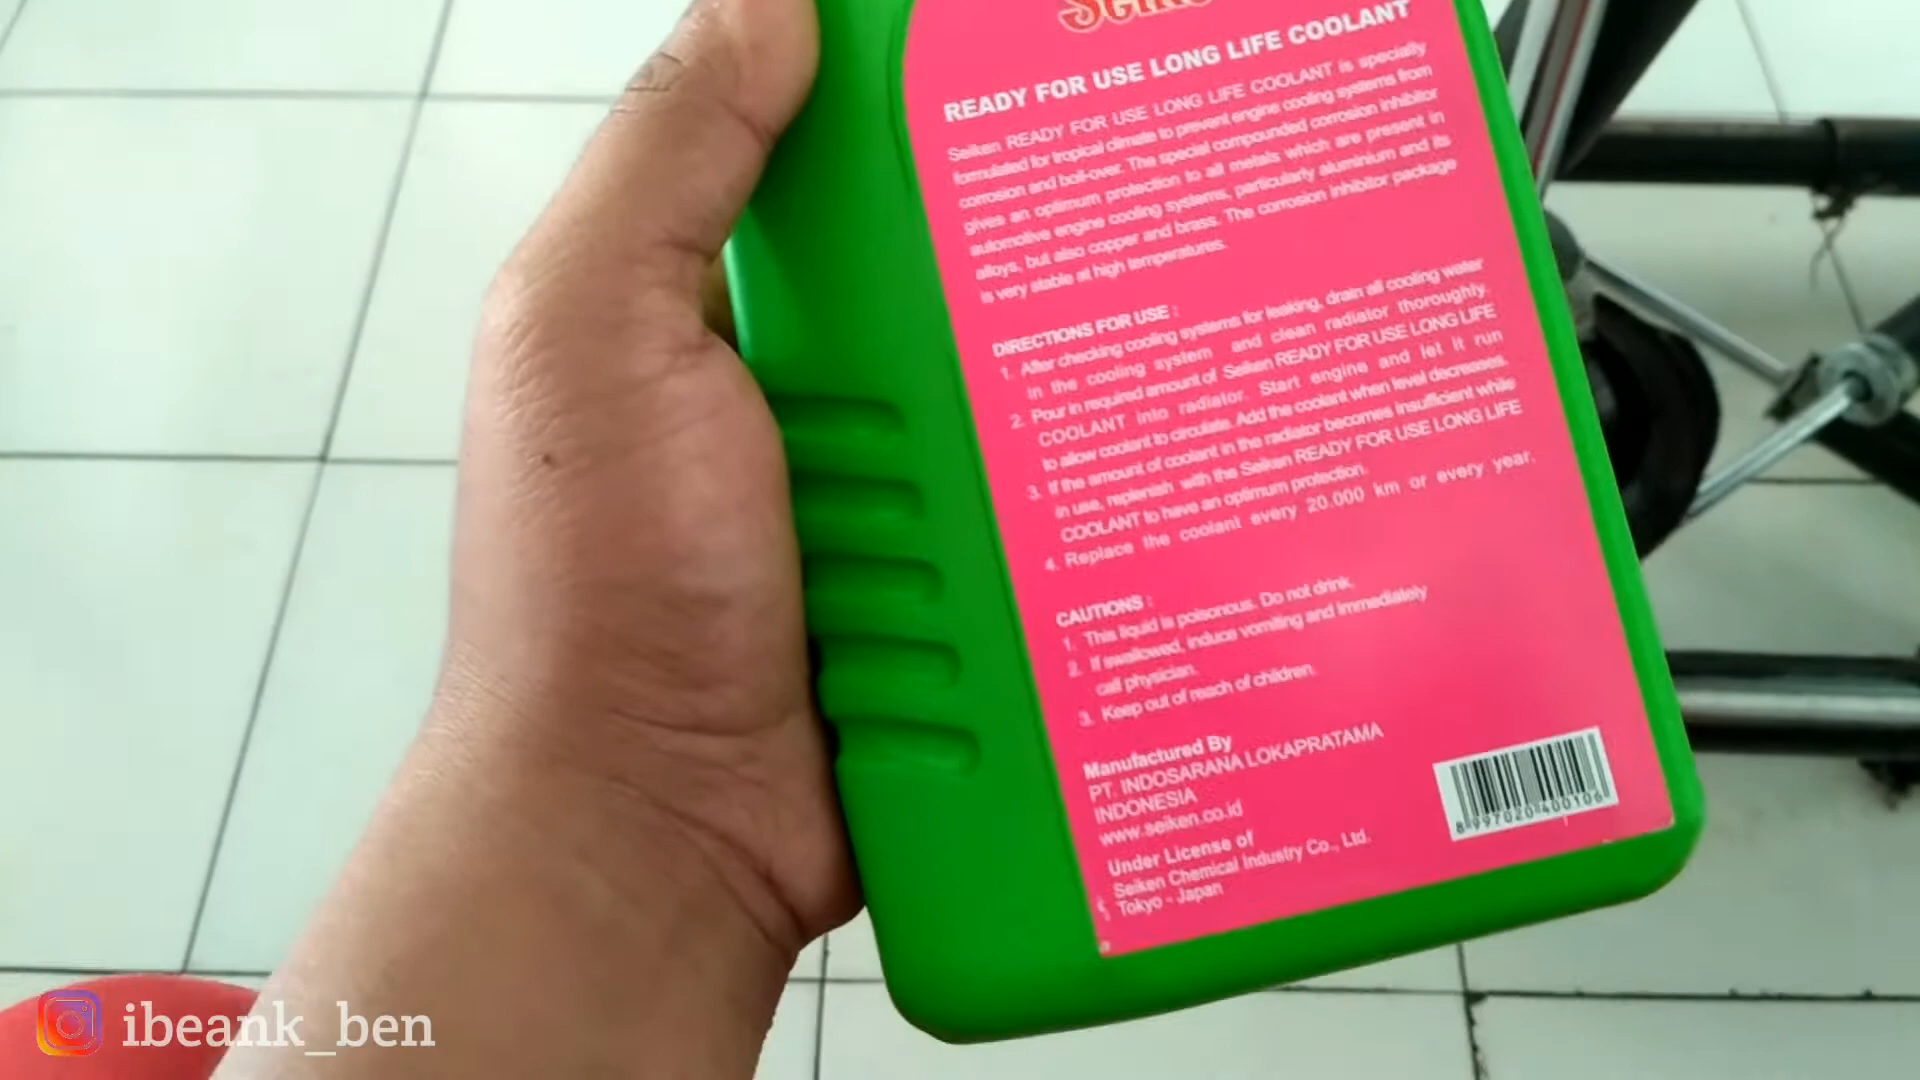 READY FOR USE LONG LIFE COOLANT
Seiken READY FOR USE LONG LIFE COOLANT is specially
formulated for tropical climate to prevent engine cooling systems from
corrosion and boil-over. The special compounded corrosion inhibitor
gives an optimum protection to all metals which are present in
automotive engine cooling systems, particularly aluminium and its
alloys, but also copper and brass. The corrosion inhibitor package
is very stable at high temperatures.
DIRECTIONS FOR USE :
1. After checking cooling systems for leaking, drain all cooling water
in the cooling system and clean radiator thoroughly.
2. Pour in required amount of Seiken READY FOR USE LONG LIFE
COOLANT into radiator. Start engine and let it run
to allow coolant to circulate. Add the coolant when level decreases.
3. If the amount of coolant in the radiator becomes insufficient while
in use, replenish with the Seiken READY FOR USE LONG LIFE
COOLANT to have an optimum protection.
4. Replace the coolant every 20.000 km or every year.
CAUTIONS :
1. This liquid is poisonous. Do not drink.
2. If swallowed, induce vomiting and immediately
call physician.
3. Keep out of reach of children.
Manufactured By
PT. INDOSARANA LOKAPRATAMA
INDONESIA
www.seiken.co.id
Under License of
Seiken Chemical Industry Co., Ltd.
Tokyo - Japan
8 997020 400106
ibeank_ben